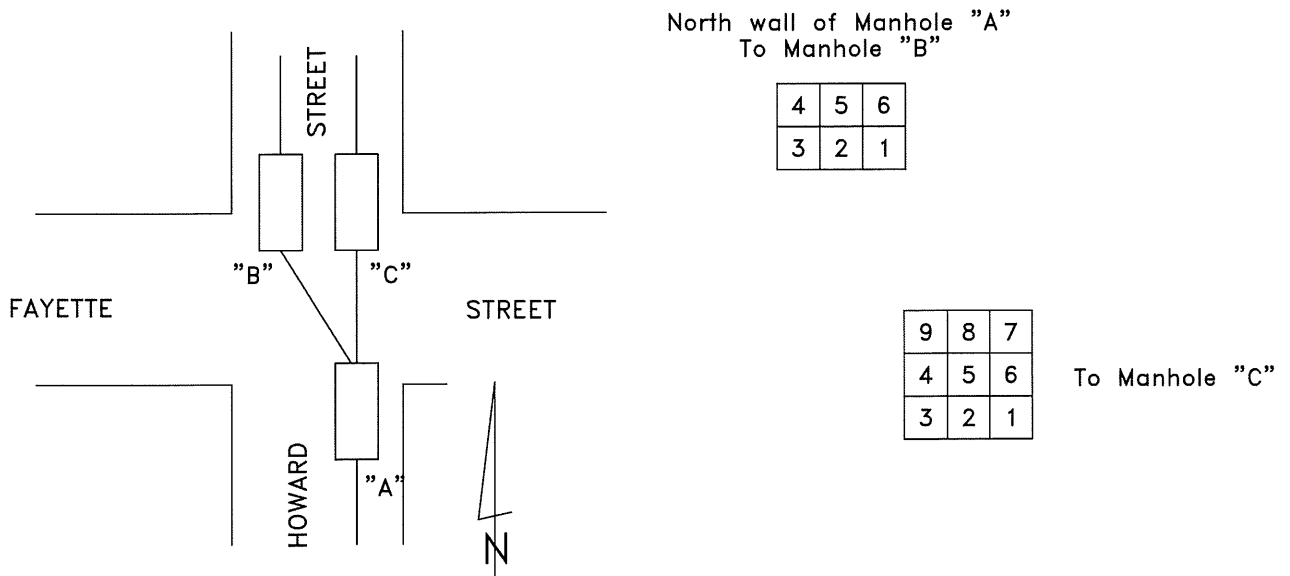 North wall of Manhole "A"
To Manhole "B"
4 5 6
3 2 1
STREET
"B"
"C"
FAYETTE
STREET
9 8 7
4 5 6
3 2 1
To Manhole "C"
HOWARD
"A"
N